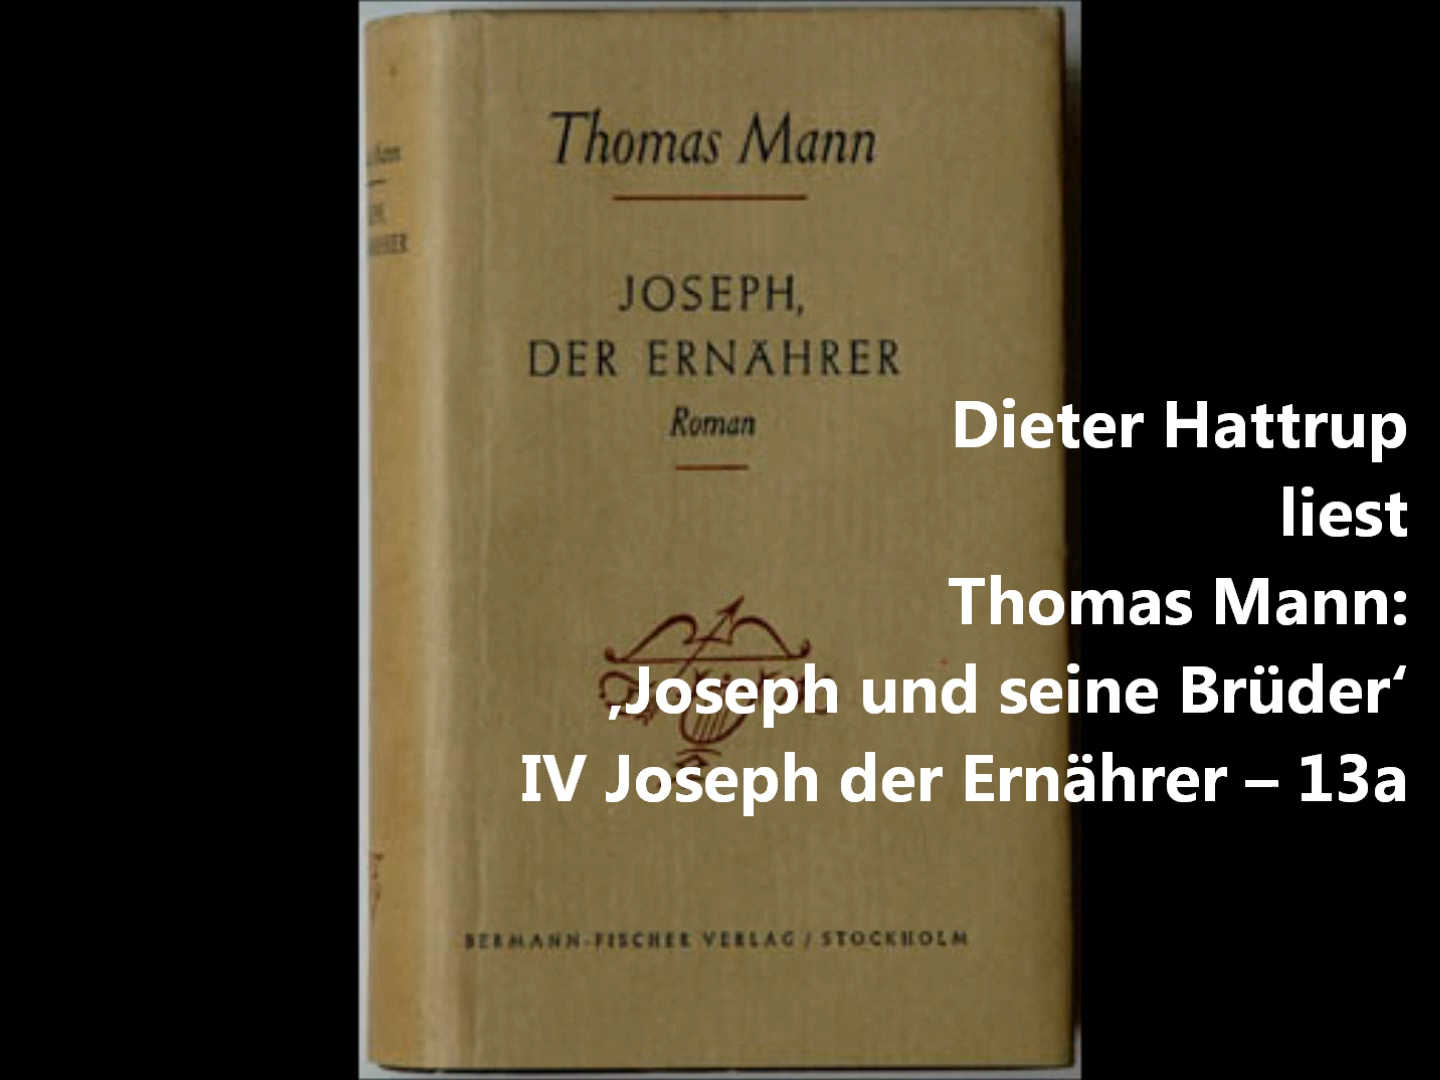 Thomas Mann
JOSEPH,
DER ERNÄHRER
Roman
Dieter Hattrup
liest
Thomas Mann:
‚Joseph und seine Brüder‘
IV Joseph der Ernährer – 13a
BERMANN-FISCHER VERLAG / STOCKHOLM